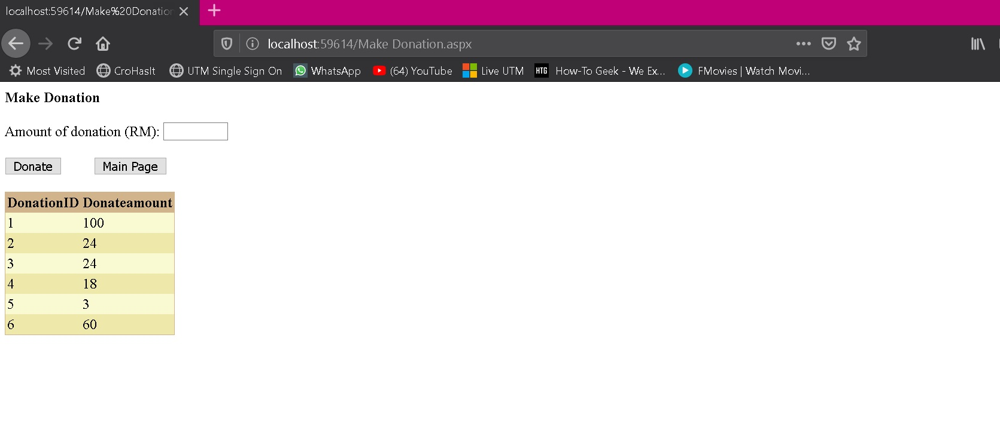 localhost:59614/Make%20Donation
localhost:59614/Make Donation.aspx
Most Visited CroHasIt UTM Single Sign On WhatsApp (64) YouTube Live UTM HTG How-To Geek - We Ex... FMovies | Watch Movi...
Make Donation
Amount of donation (RM):
Donate Main Page
DonationID Donateamount
1 100
2 24
3 24
4 18
5 3
6 60